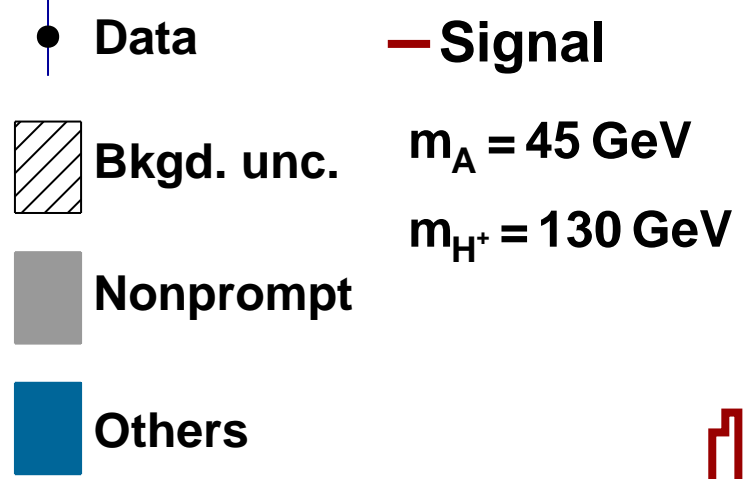 Data
Signal
Bkgd. unc.
m_A = 45 GeV
m_H⁺ = 130 GeV
Nonprompt
Others